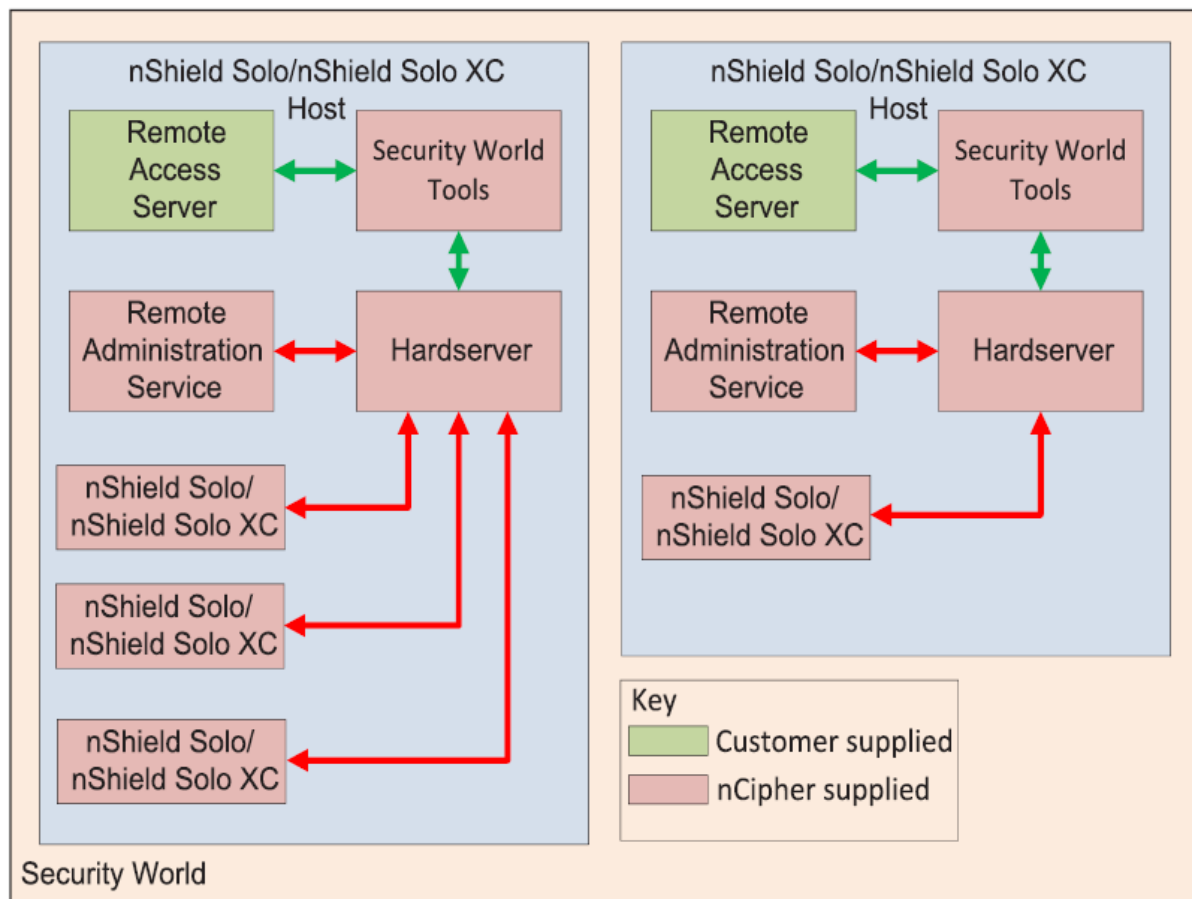 nShield Solo/nShield Solo XC
Host
Remote
Access
Server
Security World
Tools
Remote
Administration
Service
Hardserver
nShield Solo/
nShield Solo XC
nShield Solo/
nShield Solo XC
nShield Solo/
nShield Solo XC
nShield Solo/nShield Solo XC
Host
Remote
Access
Server
Security World
Tools
Remote
Administration
Service
Hardserver
nShield Solo/
nShield Solo XC
Key
Customer supplied
nCipher supplied
Security World